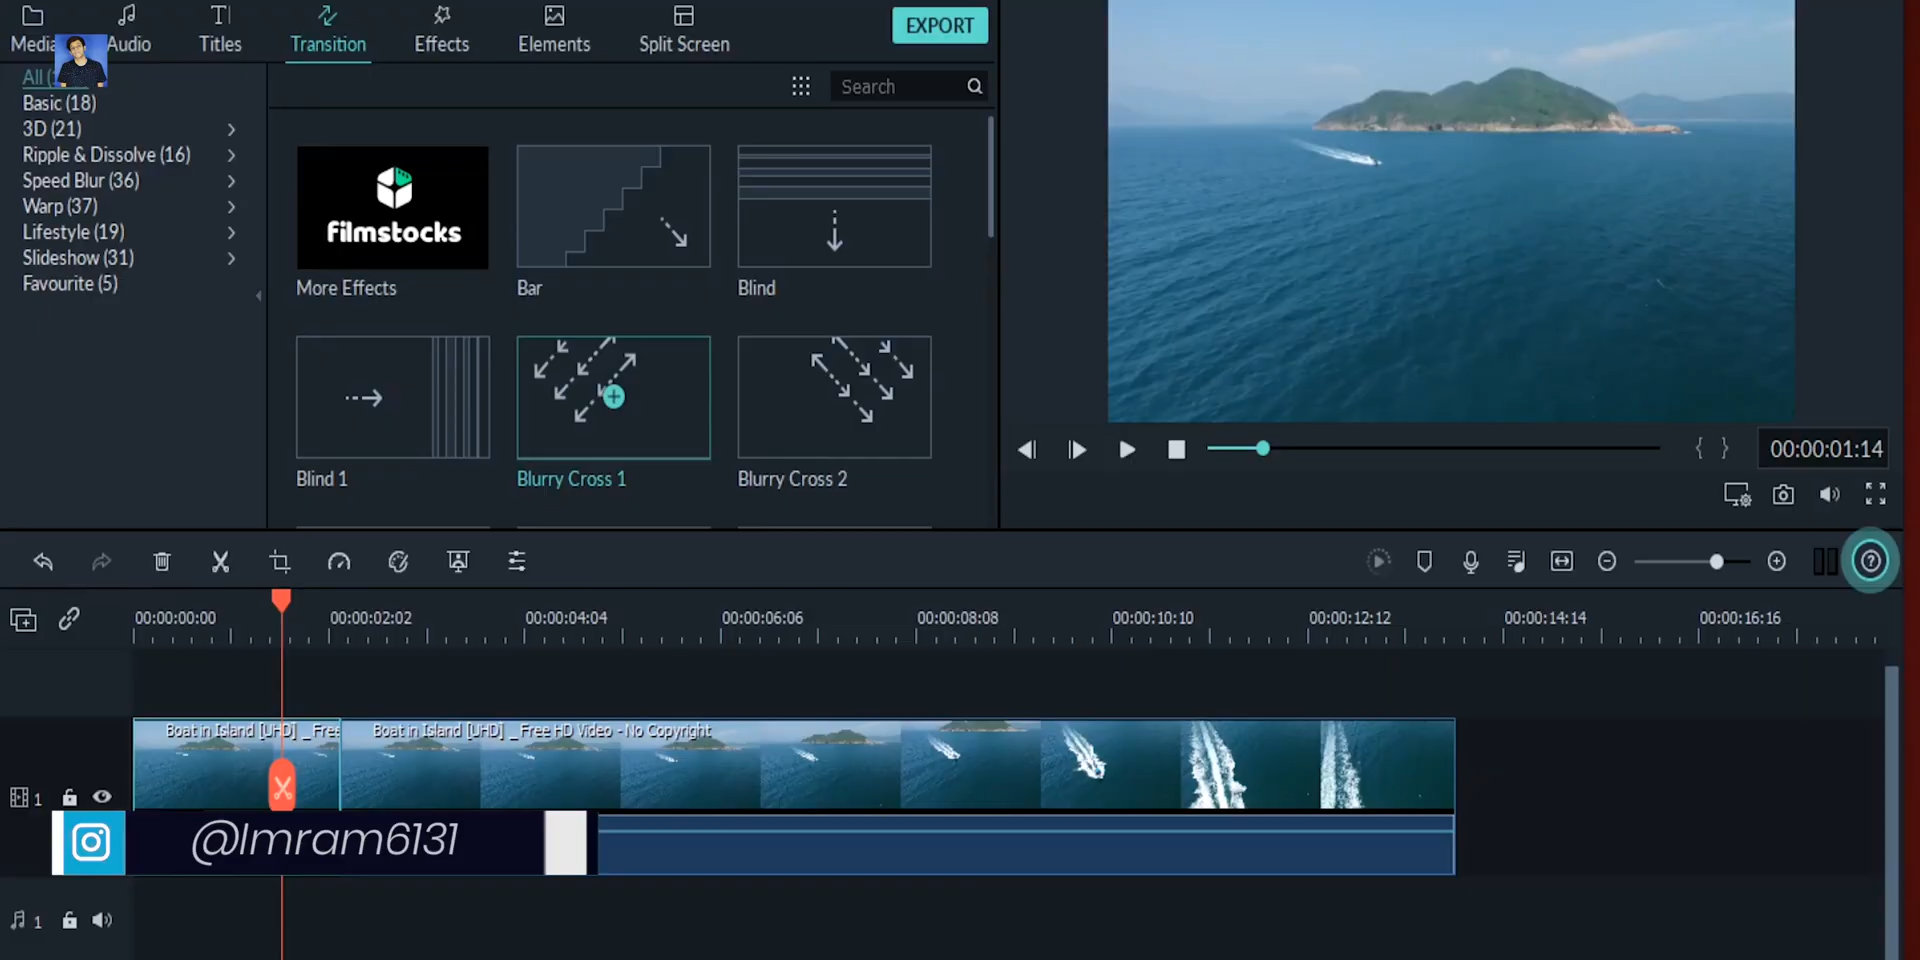 Media
Audio
Titles
Transition
Effects
Elements
Split Screen
EXPORT
All
Basic (18)
3D (21)
Ripple & Dissolve (16)
Speed Blur (36)
Warp (37)
Lifestyle (19)
Slideshow (31)
Favourite (5)
Search
filmstocks
More Effects
Bar
Blind
Blind 1
Blurry Cross 1
Blurry Cross 2
00:00:01:14
00:00:00:00 00:00:02:02 00:00:04:04 00:00:06:06 00:00:08:08 00:00:10:10 00:00:12:12 00:00:14:14 00:00:16:16
Boat in Island [UHD] _ Free
Boat in Island [UHD] _ Free HD Video - No Copyright
1
@Imram6131
1